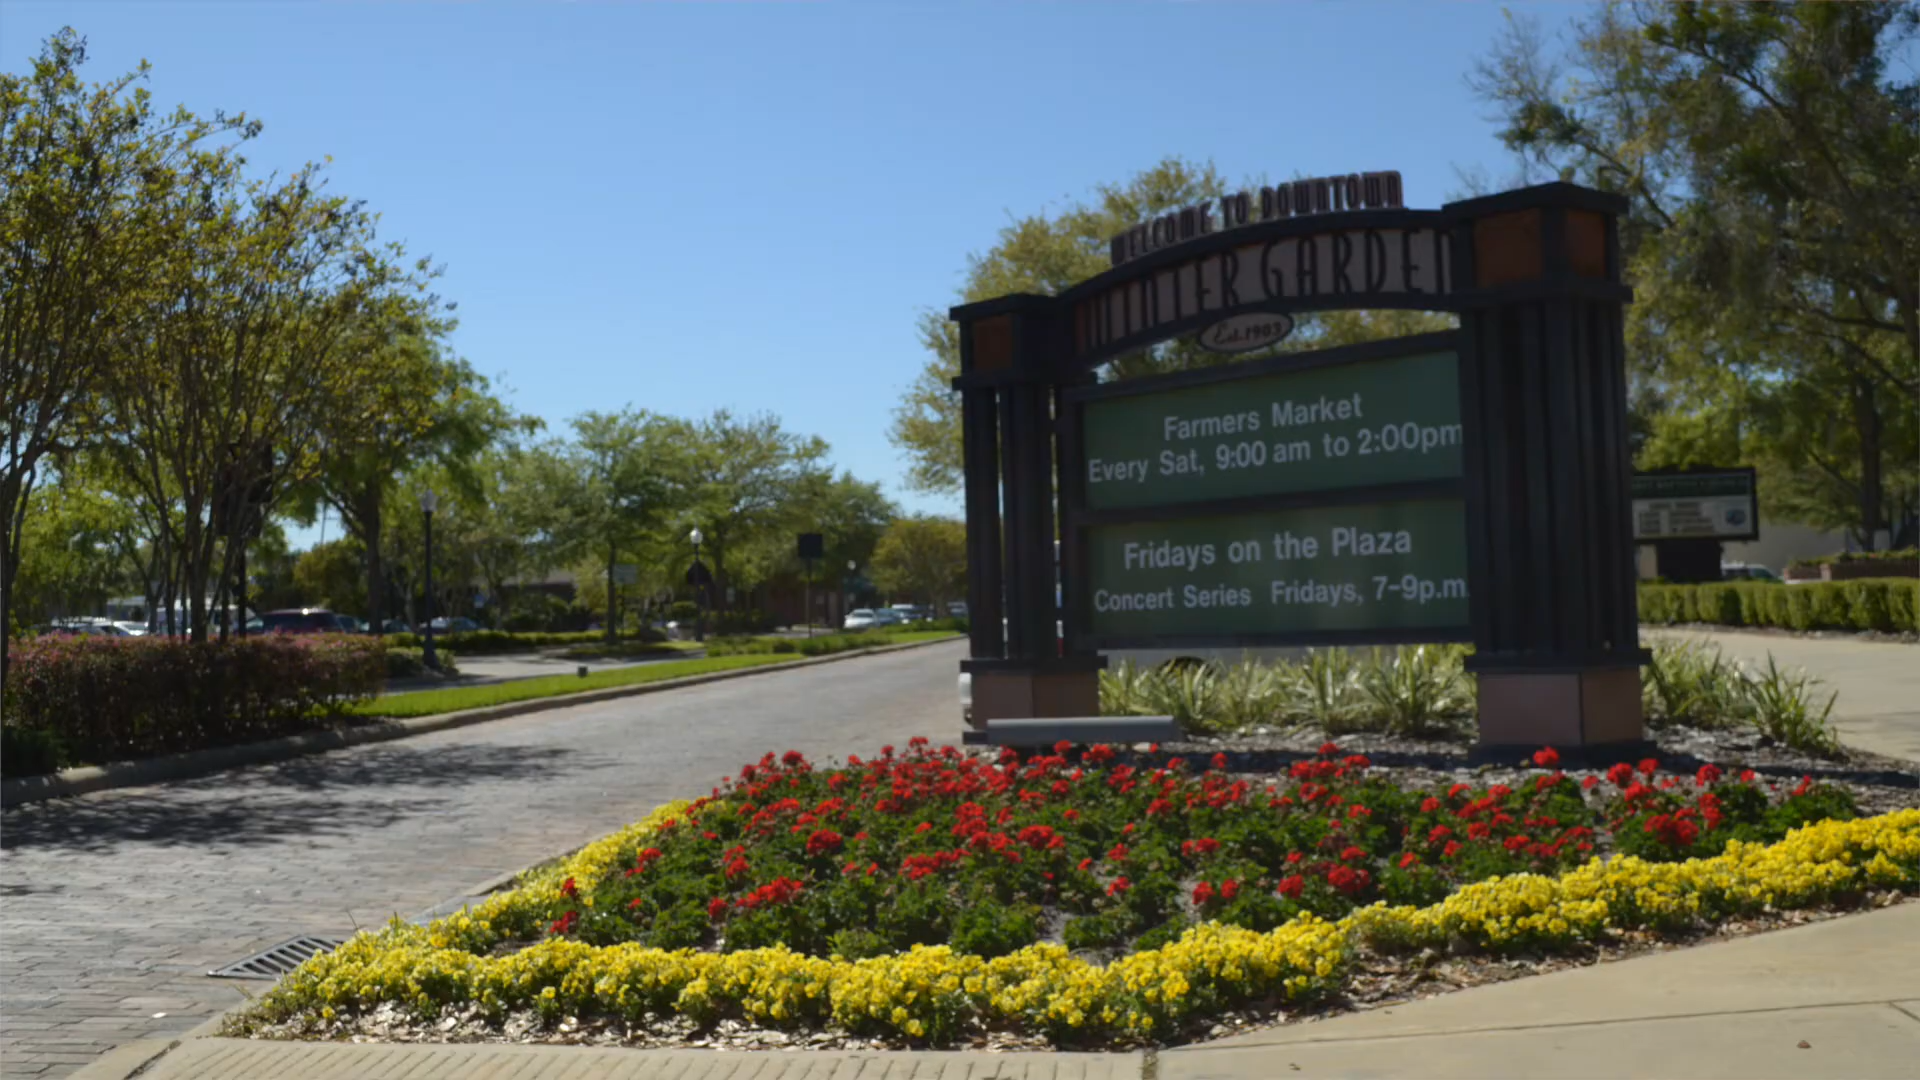 WELCOME TO DOWNTOWN
WINTER GARDEN
Est. 1903
Farmers Market
Every Sat, 9:00 am to 2:00pm
Fridays on the Plaza
Concert Series Fridays, 7-9p.m.